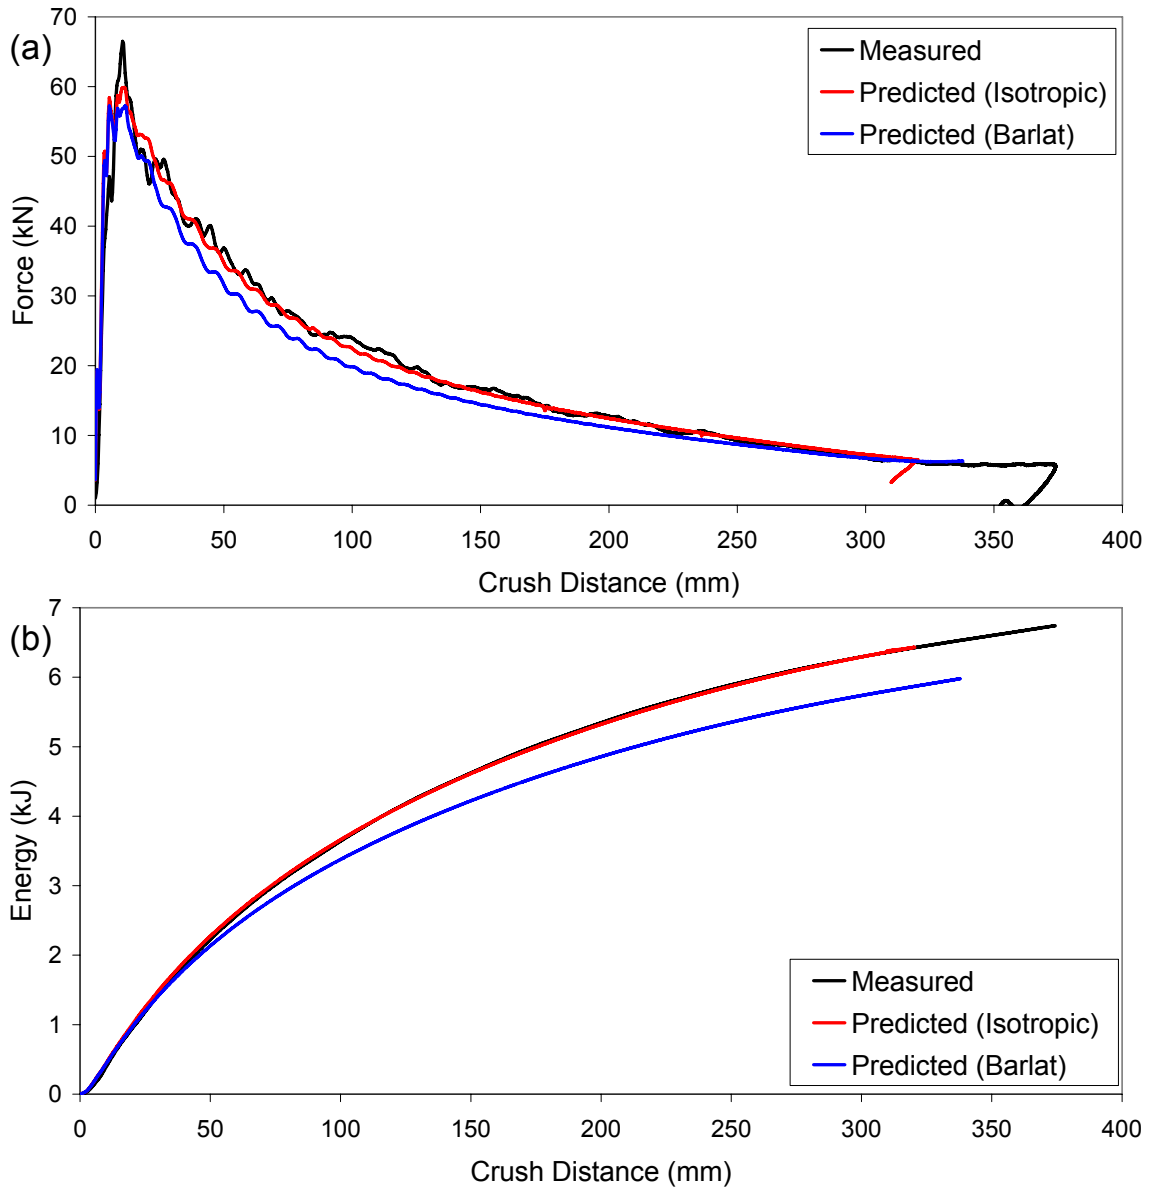 (a)
70
60
50
40
30
20
10
0
Force (kN)
Measured
Predicted (Isotropic)
Predicted (Barlat)
0 50 100 150 200 250 300 350 400
Crush Distance (mm)
(b)
7
6
5
4
3
2
1
0
Energy (kJ)
Measured
Predicted (Isotropic)
Predicted (Barlat)
0 50 100 150 200 250 300 350 400
Crush Distance (mm)